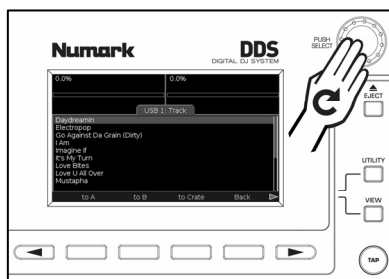 PUSH
SELECT
Numark
DDS
DIGITAL DJ SYSTEM
0.0%
0.0%
EJECT
USB 1: Track
Daydreamin
Electropop
Go Against Da Grain (Dirty)
I Am
Imagine If
It's My Turn
Love Bites
Love U All Over
Mustapha
to A
to B
to Crate
Back
UTILITY
VIEW
TAP